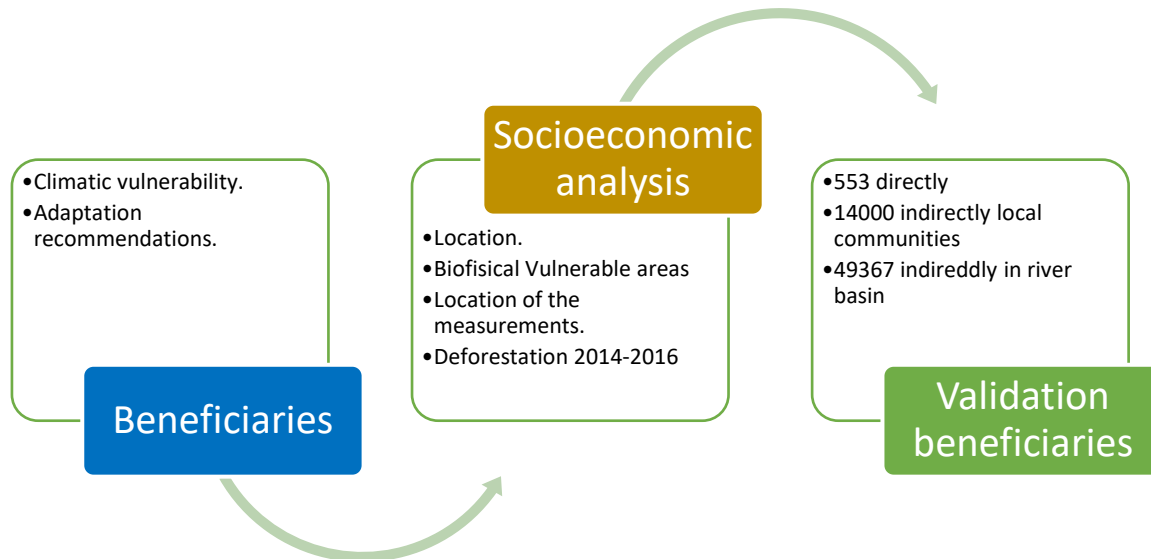 •Climatic vulnerability.
•Adaptation
recommendations.
Beneficiaries
Socioeconomic
analysis
•Location.
•Biofisical Vulnerable areas
•Location of the
measurements.
•Deforestation 2014-2016
•553 directly
•14000 indirectly local
communities
•49367 indireddly in river
basin
Validation
beneficiaries